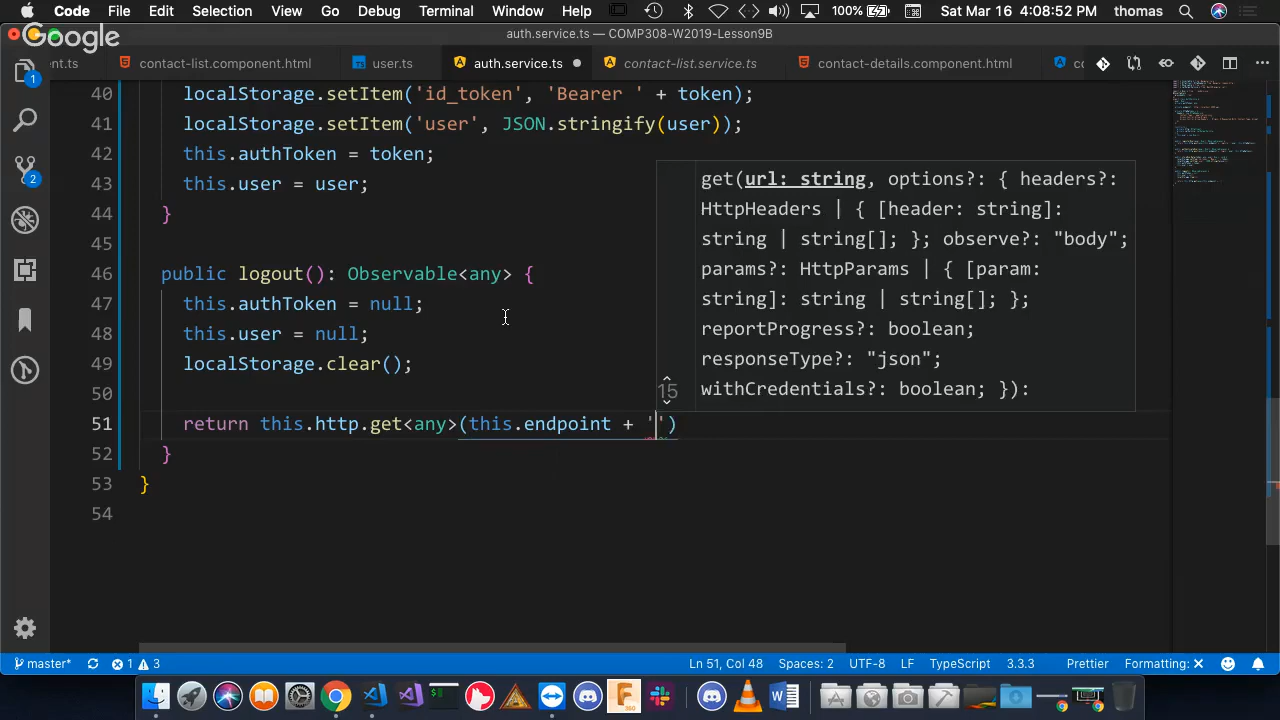 Code File Edit Selection View Go Debug Terminal Window Help 100% Sat Mar 16 4:08:52 PM thomas
auth.service.ts — COMP308-W2019-Lesson9B
Google
nt.ts contact-list.component.html user.ts auth.service.ts contact-list.service.ts contact-details.component.html co
1
2
40 localStorage.setItem('id_token', 'Bearer ' + token);
41 localStorage.setItem('user', JSON.stringify(user));
42 this.authToken = token;
43 this.user = user;
44 }
45
46 public logout(): Observable<any> {
47 this.authToken = null;
48 this.user = null;
49 localStorage.clear();
50
51 return this.http.get<any>(this.endpoint + '')
52 }
53 }
54
15
get(url: string, options?: { headers?:
HttpHeaders | { [header: string]:
string | string[]; }; observe?: "body";
params?: HttpParams | { [param:
string]: string | string[]; };
reportProgress?: boolean;
responseType?: "json";
withCredentials?: boolean; }):
master* 1 3 Ln 51, Col 48 Spaces: 2 UTF-8 LF TypeScript 3.3.3 Prettier Formatting: ✕